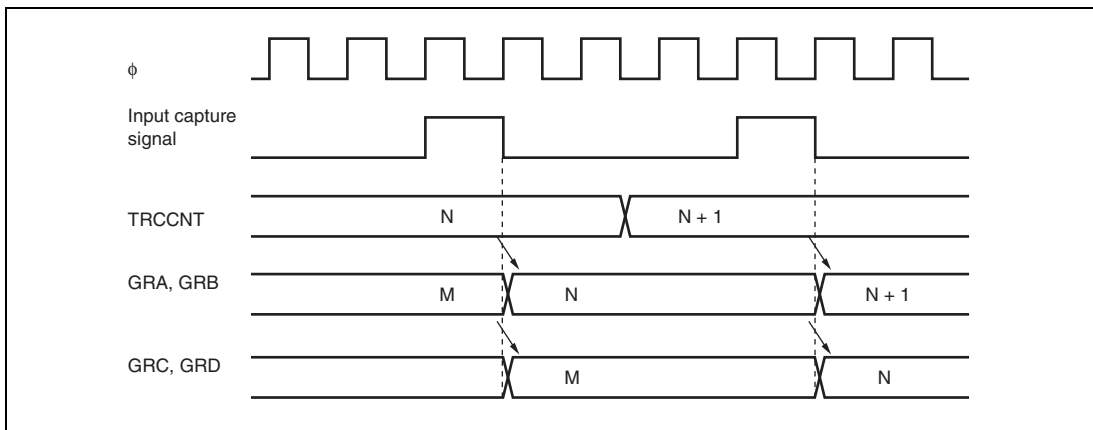 ϕ
Input capture
signal
TRCCNT N N + 1
GRA, GRB M N N + 1
GRC, GRD M N